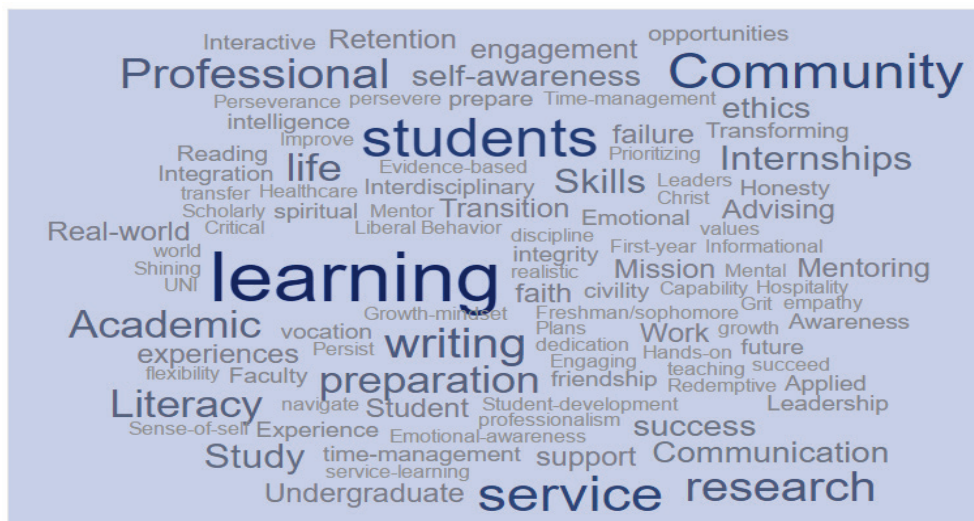 Interactive Retention engagement opportunities
Professional self-awareness Community
Perseverance persevere prepare Time-management ethics
intelligence students failure Transforming
Improve Prioritizing
Reading life Evidence-based Internships
Integration Interdisciplinary Skills Leaders Honesty
transfer Healthcare Christ
Scholarly spiritual Mentor Transition Emotional Advising
Real-world Critical Liberal Behavior discipline values
world integrity First-year Informational
Shining learning realistic Mission Mental Mentoring
UNI faith civility Capability Hospitality
Growth-mindset Freshman/sophomore Grit empathy
Academic vocation writing Plans Work growth Awareness
experiences Persist dedication Hands-on future
flexibility Faculty preparation Engaging teaching succeed
friendship Redemptive Applied
Literacy navigate Student Student-development Leadership
Sense-of-self Experience professionalism success
Emotional-awareness
Study time-management support Communication
service-learning
Undergraduate service research